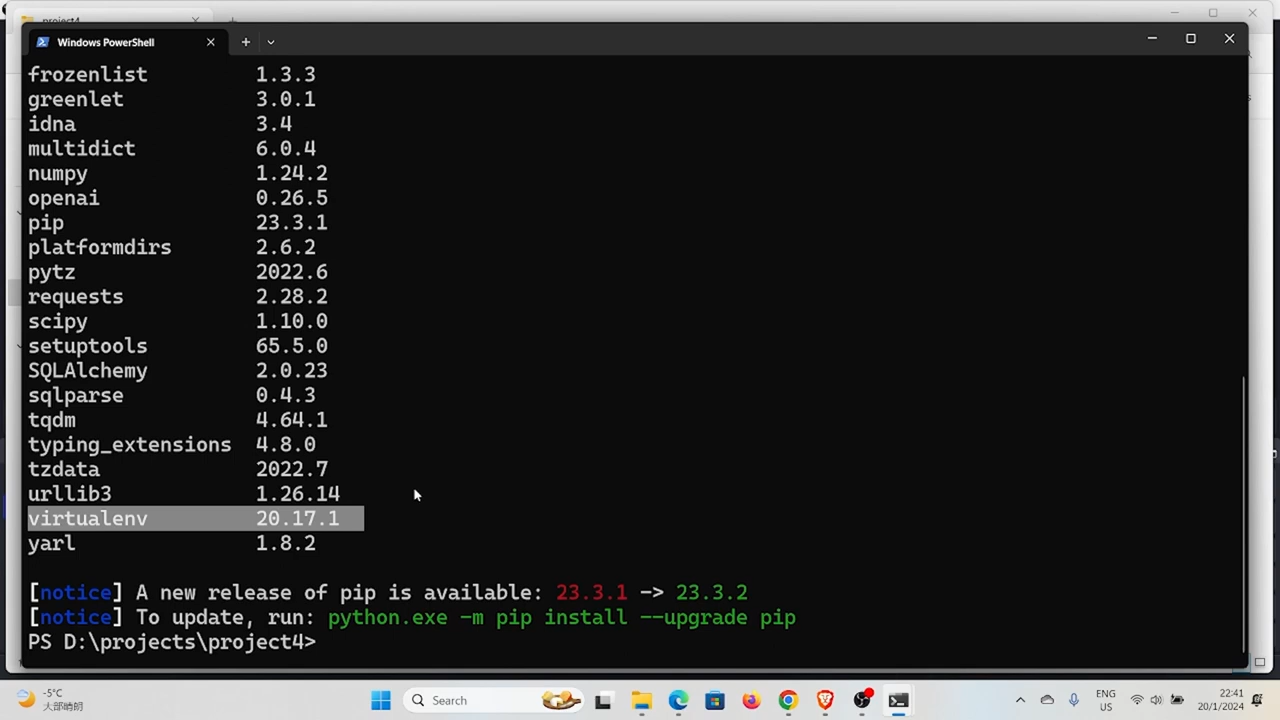 project4
Windows PowerShell
frozenlist 1.3.3
greenlet 3.0.1
idna 3.4
multidict 6.0.4
numpy 1.24.2
openai 0.26.5
pip 23.3.1
platformdirs 2.6.2
pytz 2022.6
requests 2.28.2
scipy 1.10.0
setuptools 65.5.0
SQLAlchemy 2.0.23
sqlparse 0.4.3
tqdm 4.64.1
typing_extensions 4.8.0
tzdata 2022.7
urllib3 1.26.14
virtualenv 20.17.1
yarl 1.8.2
[notice] A new release of pip is available: 23.3.1 -> 23.3.2
[notice] To update, run: python.exe -m pip install --upgrade pip
PS D:\projects\project4>
-5°C
大部晴朗
Search
ENG
US
22:41
20/1/2024